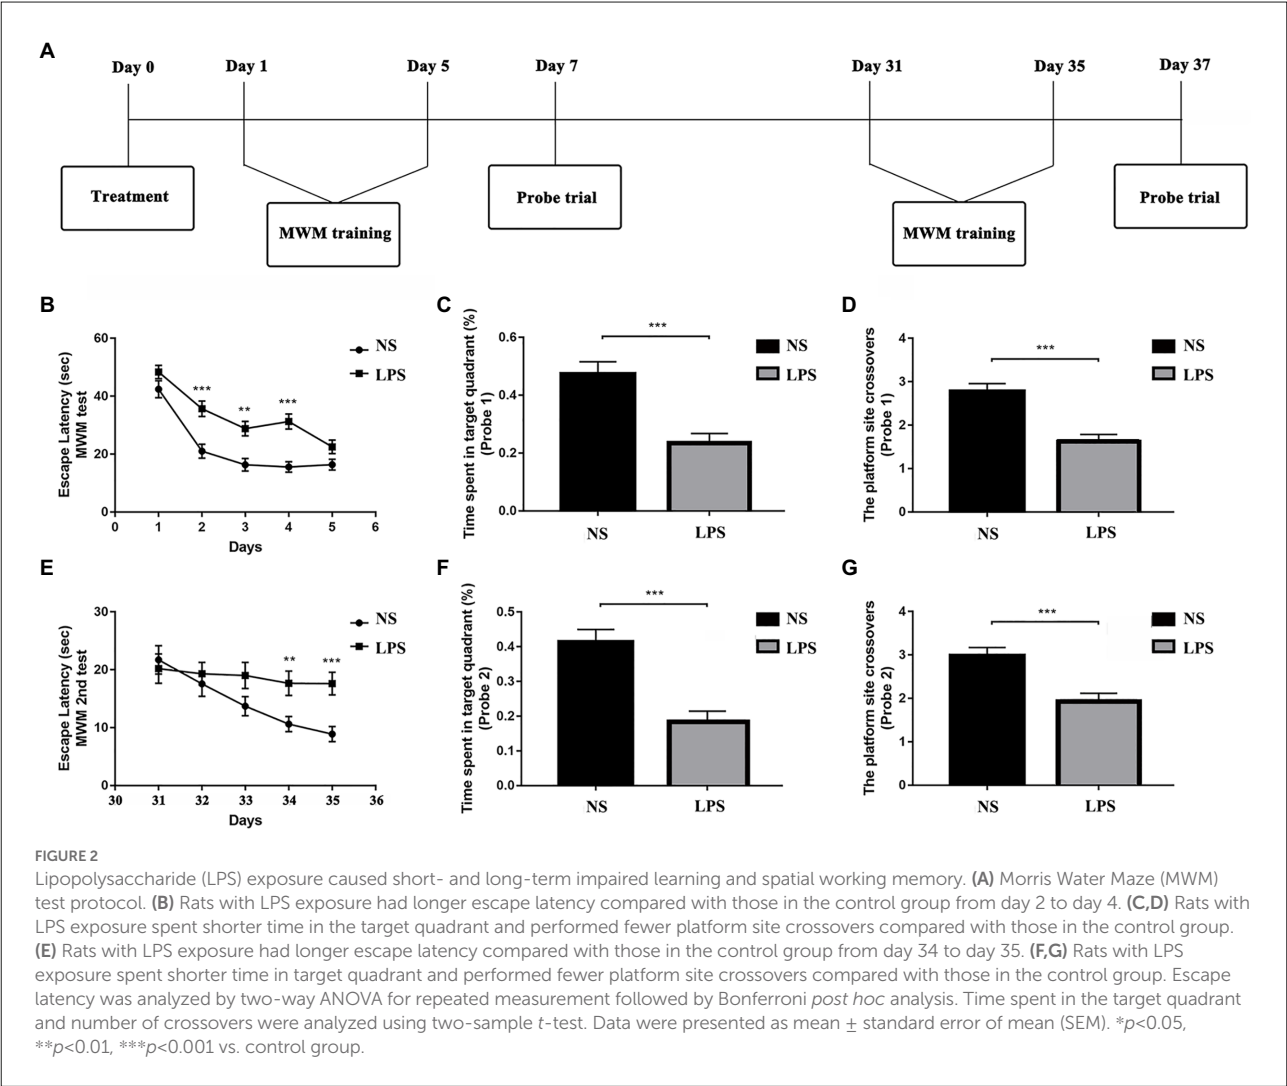 A
Day 0 Day 1 Day 5 Day 7 Day 31 Day 35 Day 37
Treatment
MWM training
Probe trial
MWM training
Probe trial
B
Escape Latency (sec)
MWM test
60
40
20
0
0 1 2 3 4 5 6
Days
*** ** ***
NS
LPS
C
Time spent in target quadrant (%)
(Probe 1)
0.6
0.4
0.2
0.0
***
NS LPS
NS
LPS
D
The platform site crossovers
(Probe 1)
4
3
2
1
0
***
NS LPS
NS
LPS
E
Escape Latency (sec)
MWM 2nd test
30
20
10
0
30 31 32 33 34 35 36
Days
** ***
NS
LPS
F
Time spent in target quadrant (%)
(Probe 2)
0.5
0.4
0.3
0.2
0.1
0.0
***
NS LPS
NS
LPS
G
The platform site crossovers
(Probe 2)
4
3
2
1
0
***
NS LPS
NS
LPS
FIGURE 2
Lipopolysaccharide (LPS) exposure caused short- and long-term impaired learning and spatial working memory. (A) Morris Water Maze (MWM)
test protocol. (B) Rats with LPS exposure had longer escape latency compared with those in the control group from day 2 to day 4. (C,D) Rats with
LPS exposure spent shorter time in the target quadrant and performed fewer platform site crossovers compared with those in the control group.
(E) Rats with LPS exposure had longer escape latency compared with those in the control group from day 34 to day 35. (F,G) Rats with LPS
exposure spent shorter time in target quadrant and performed fewer platform site crossovers compared with those in the control group. Escape
latency was analyzed by two-way ANOVA for repeated measurement followed by Bonferroni post hoc analysis. Time spent in the target quadrant
and number of crossovers were analyzed using two-sample t-test. Data were presented as mean ± standard error of mean (SEM). *p<0.05,
**p<0.01, ***p<0.001 vs. control group.